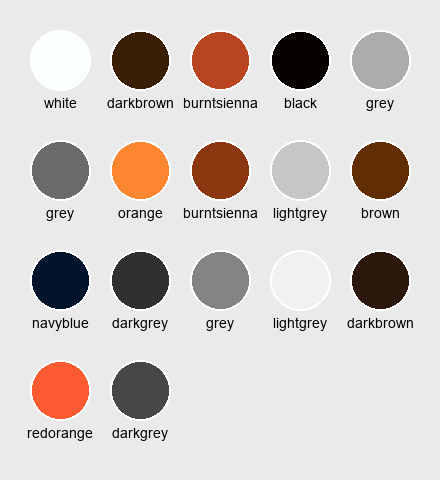 white darkbrown burntsienna black grey
grey orange burntsienna lightgrey brown
navyblue darkgrey grey lightgrey darkbrown
redorange darkgrey